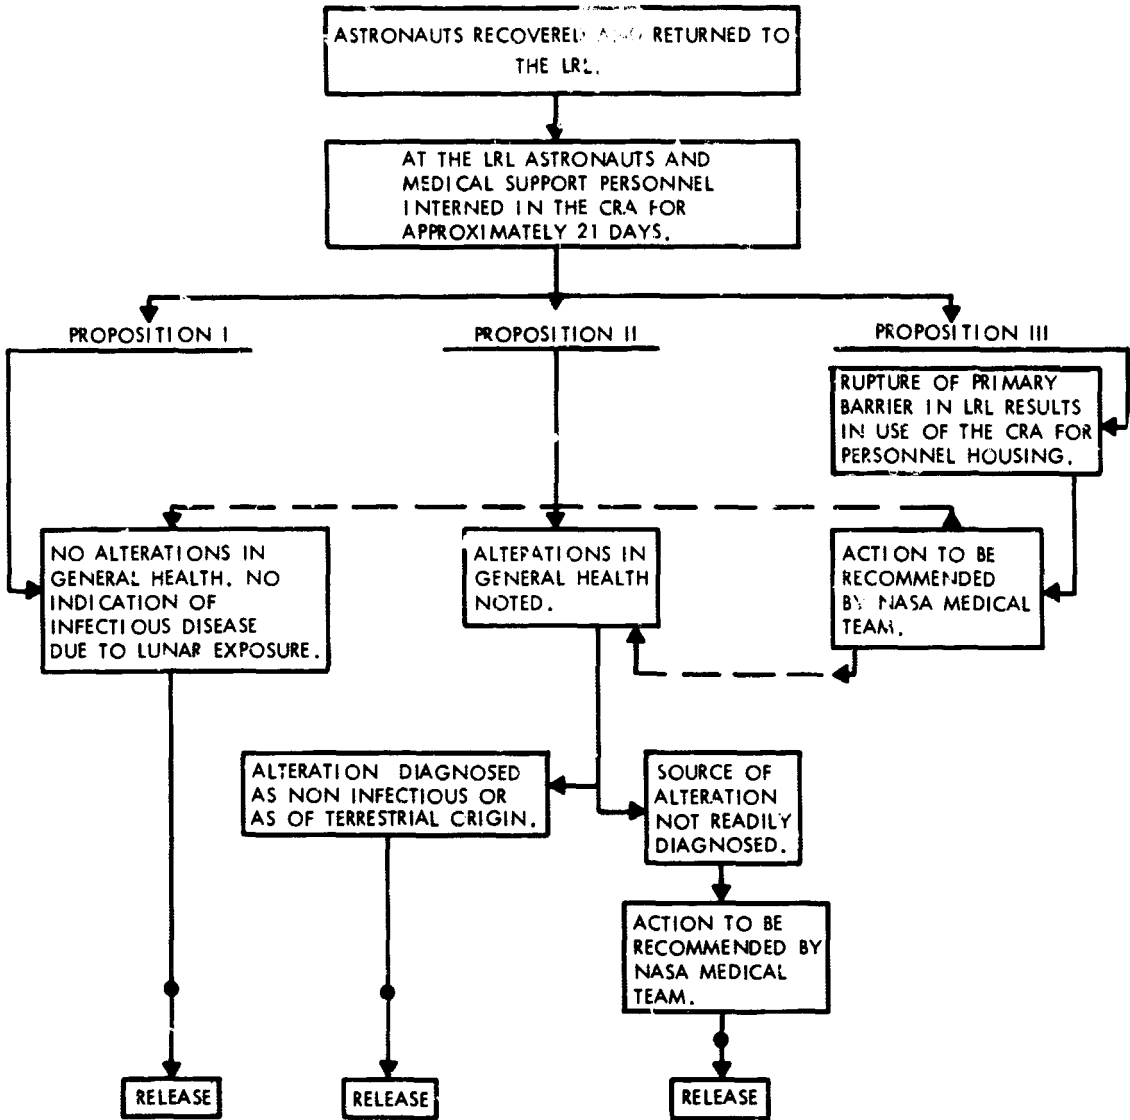 ASTRONAUTS RECOVERED AND RETURNED TO
THE LRL.
AT THE LRL ASTRONAUTS AND
MEDICAL SUPPORT PERSONNEL
INTERNED IN THE CRA FOR
APPROXIMATELY 21 DAYS.
PROPOSITION I
PROPOSITION II
PROPOSITION III
RUPTURE OF PRIMARY
BARRIER IN LRL RESULTS
IN USE OF THE CRA FOR
PERSONNEL HOUSING.
NO ALTERATIONS IN
GENERAL HEALTH. NO
INDICATION OF
INFECTIOUS DISEASE
DUE TO LUNAR EXPOSURE.
ALTERATIONS IN
GENERAL HEALTH
NOTED.
ACTION TO BE
RECOMMENDED
BY NASA MEDICAL
TEAM.
ALTERATION DIAGNOSED
AS NON INFECTIOUS OR
AS OF TERRESTRIAL ORIGIN.
SOURCE OF
ALTERATION
NOT READILY
DIAGNOSED.
ACTION TO BE
RECOMMENDED BY
NASA MEDICAL
TEAM.
RELEASE
RELEASE
RELEASE